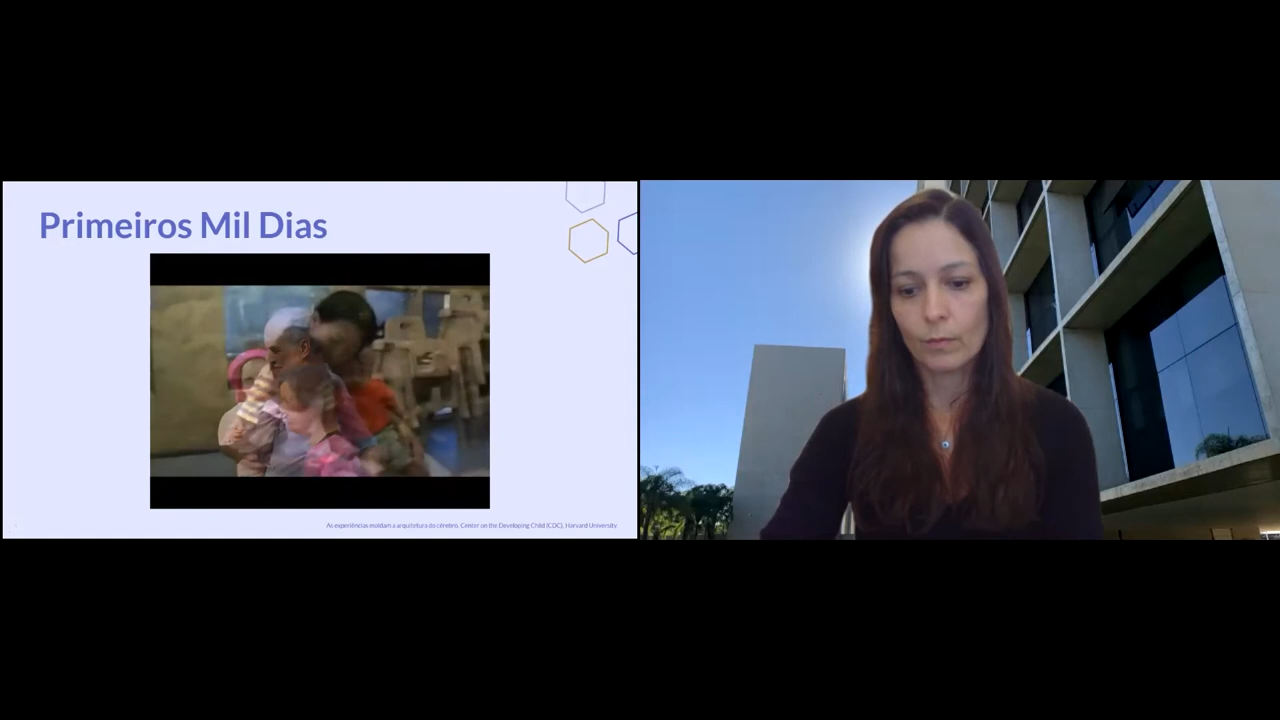 Primeiros Mil Dias
As experiências moldam a arquitetura do cérebro. Center on the Developing Child (CDC), Harvard University